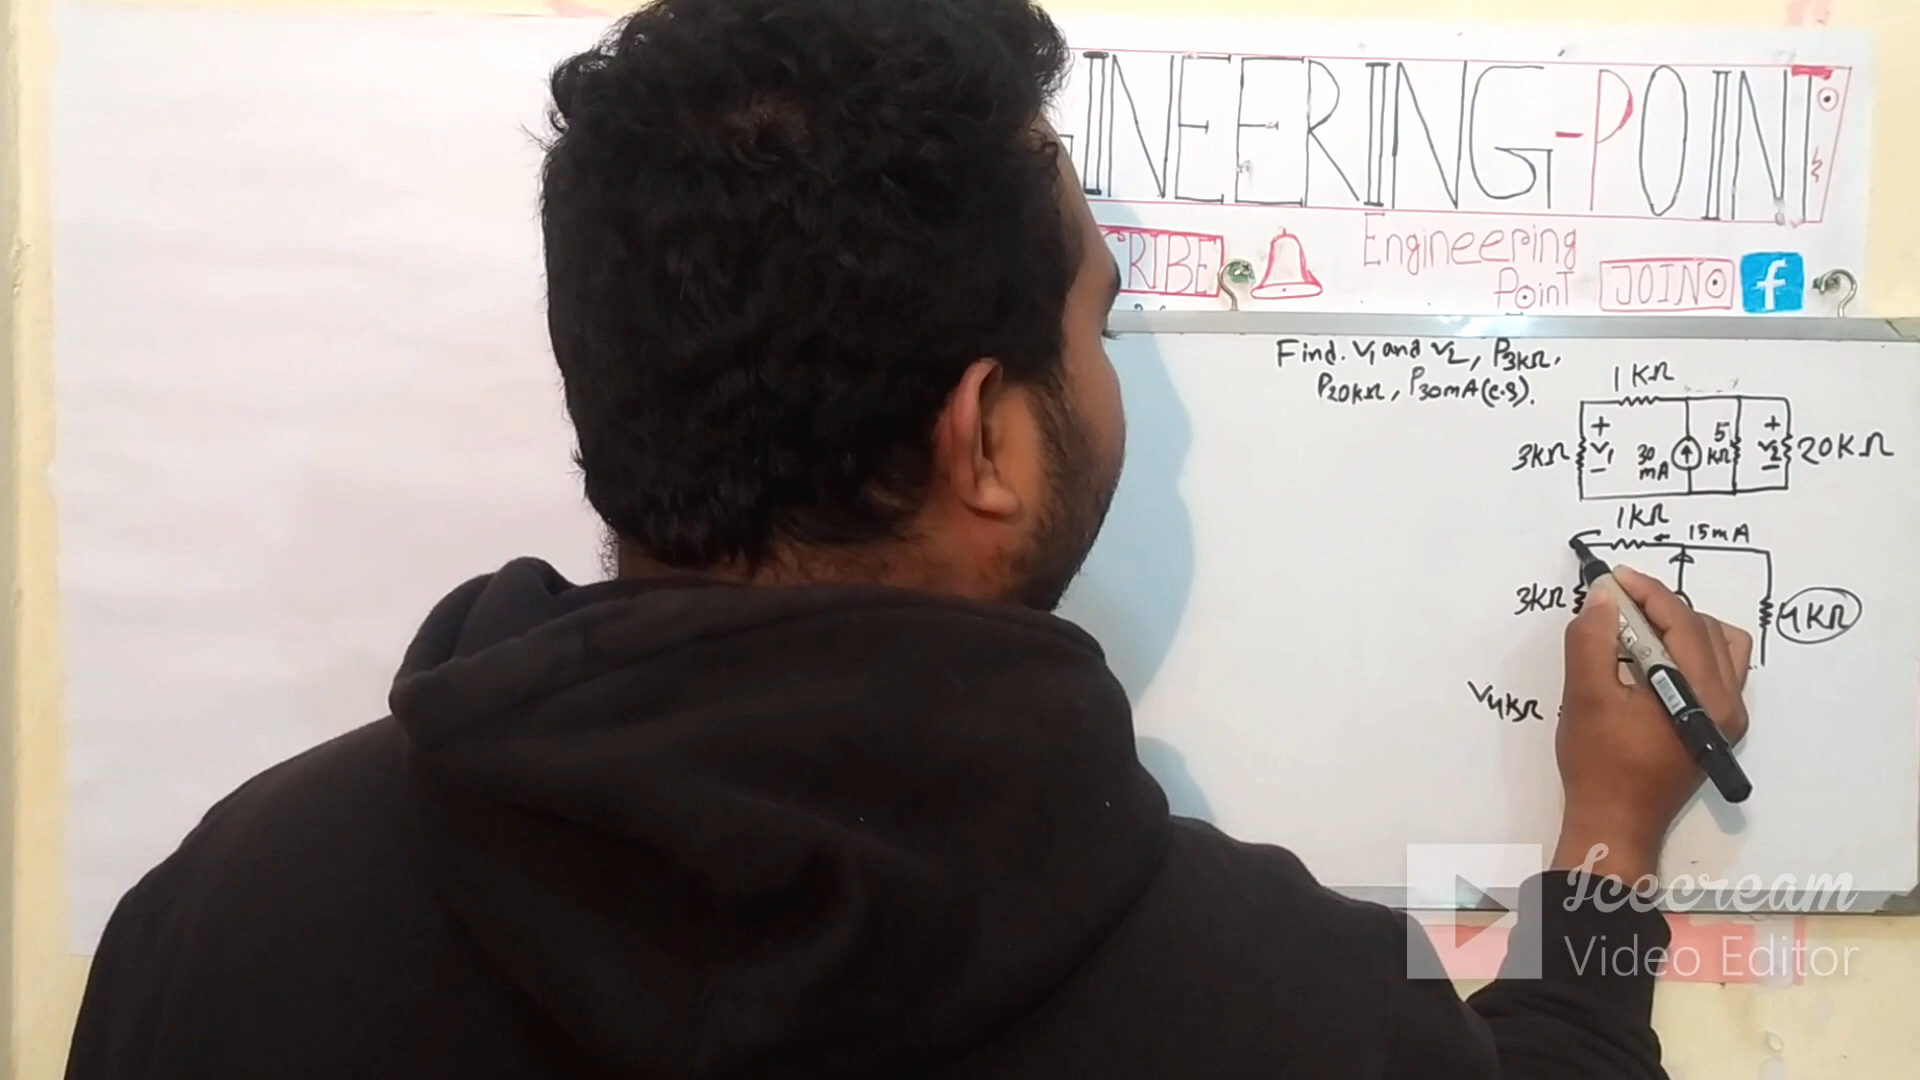 INEERING-POINT
CRIBE
Engineering
Point
JOIN
f
Find. V1 and V2, P3kΩ,
P20kΩ, P30mA(c.s).
1KΩ
+
+
3kΩ
V1
30
mA
5
kΩ
V2
20KΩ
-
-
1KΩ
15mA
3kΩ
4KΩ
V4KΩ
Icecream
Video Editor